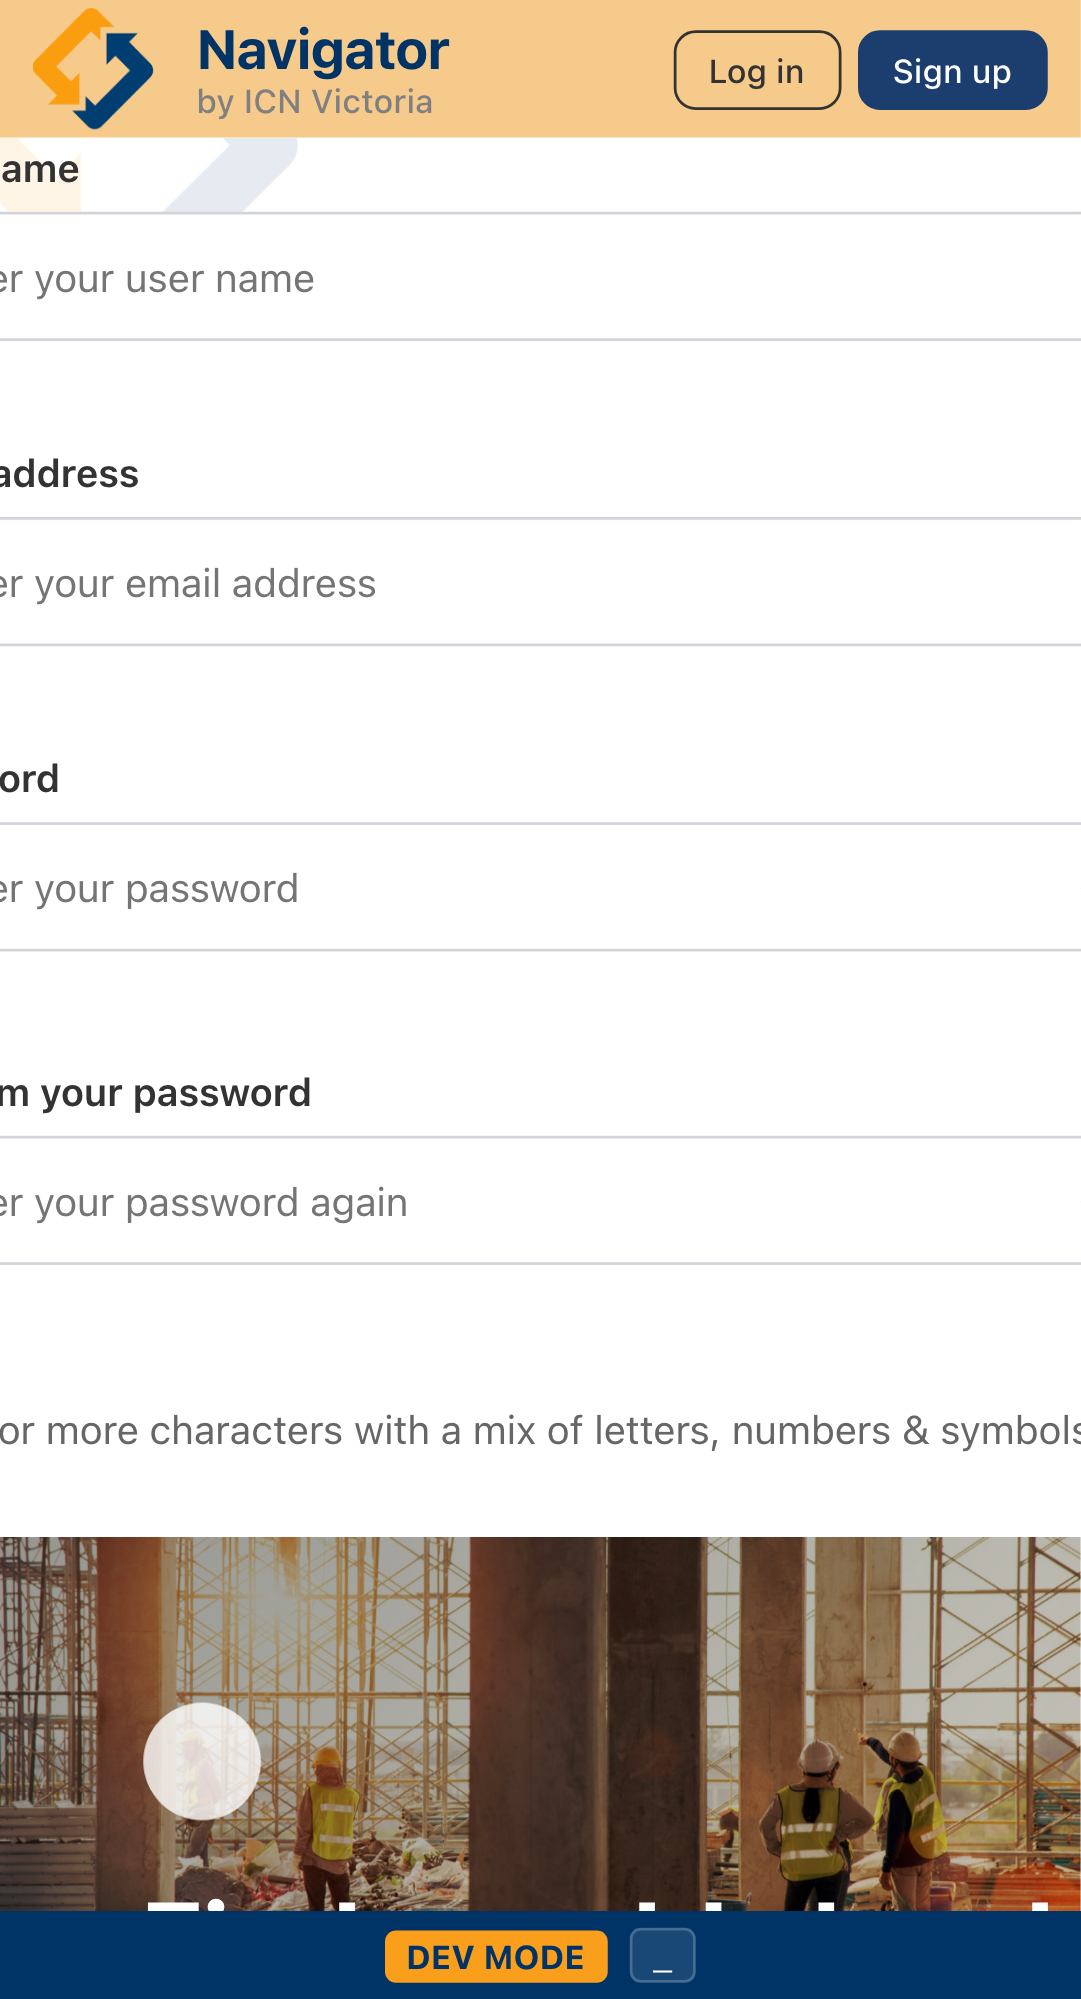 Navigator
by ICN Victoria
Log in
Sign up
ame
er your user name
address
er your email address
ord
er your password
m your password
er your password again
or more characters with a mix of letters, numbers & symbols
DEV MODE
_